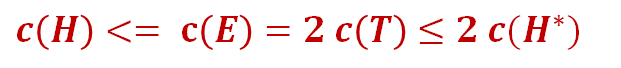 c(H) <= c(E) = 2 c(T) ≤ 2 c(H*)